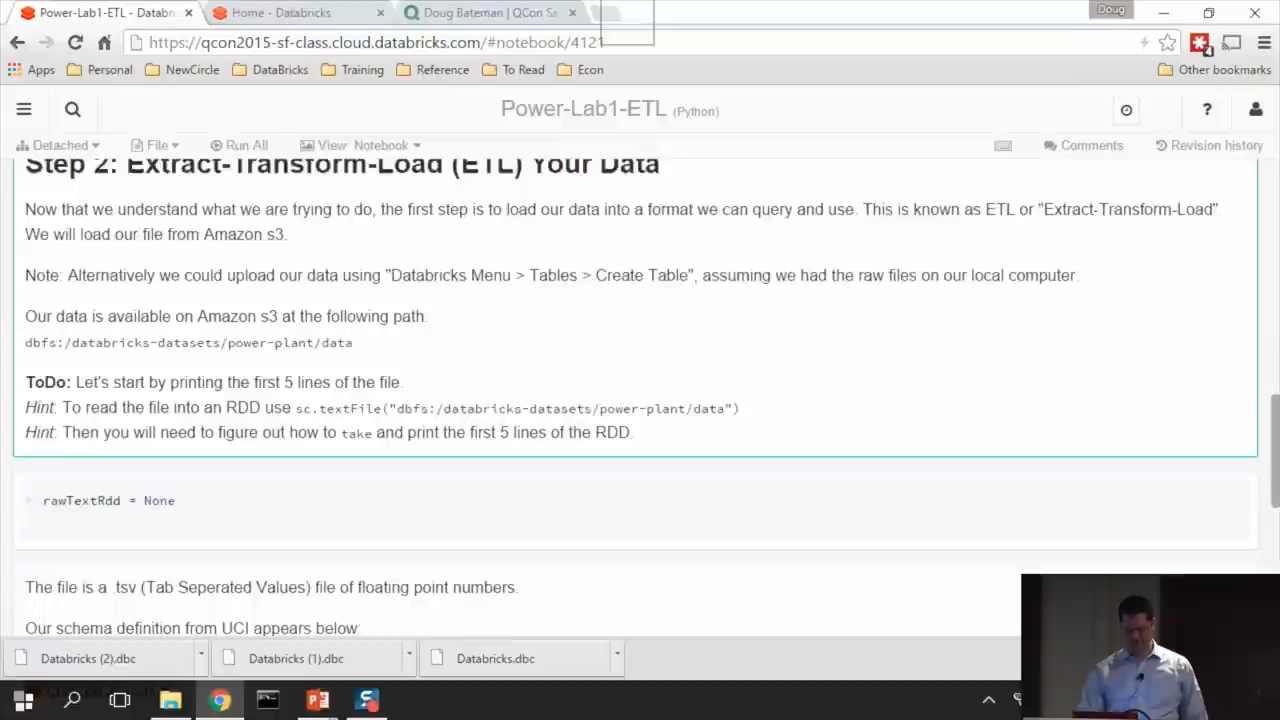 Power-Lab1-ETL - Databri
Home - Databricks
Doug Bateman | QCon Sa
Doug
https://qcon2015-sf-class.cloud.databricks.com/#notebook/4121
Apps Personal NewCircle DataBricks Training Reference To Read Econ Other bookmarks
Power-Lab1-ETL (Python)
?
Detached File Run All View: Notebook Comments Revision history
Step 2: Extract-Transform-Load (ETL) Your Data
Now that we understand what we are trying to do, the first step is to load our data into a format we can query and use. This is known as ETL or "Extract-Transform-Load".
We will load our file from Amazon s3.
Note: Alternatively we could upload our data using "Databricks Menu > Tables > Create Table", assuming we had the raw files on our local computer.
Our data is available on Amazon s3 at the following path.
dbfs:/databricks-datasets/power-plant/data
ToDo: Let's start by printing the first 5 lines of the file.
Hint: To read the file into an RDD use sc.textFile("dbfs:/databricks-datasets/power-plant/data")
Hint: Then you will need to figure out how to take and print the first 5 lines of the RDD.
> rawTextRdd = None
The file is a .tsv (Tab Seperated Values) file of floating point numbers.
Our schema definition from UCI appears below:
Databricks (2).dbc
Databricks (1).dbc
Databricks.dbc